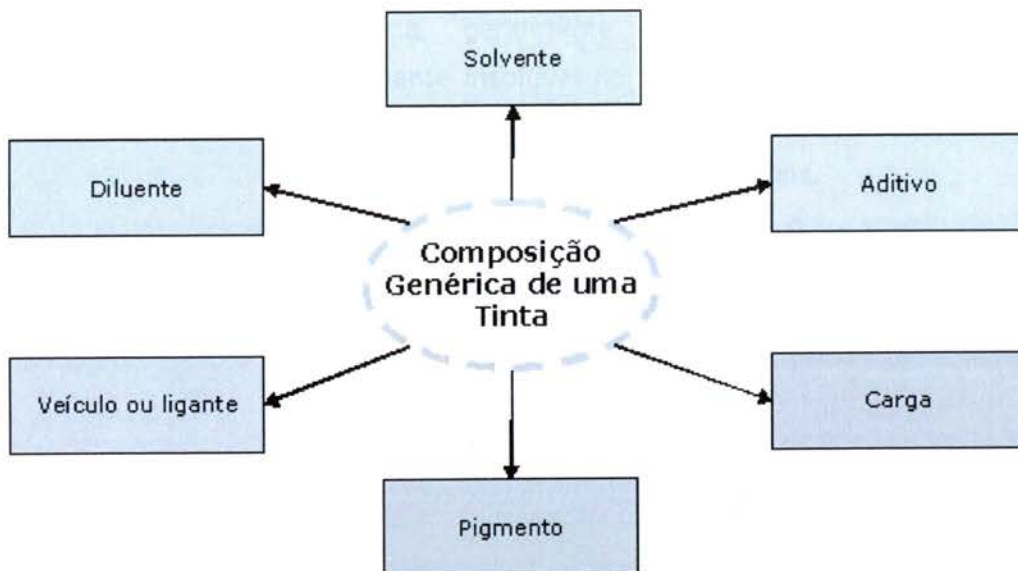 Solvente
Diluente
Aditivo
Composição
Genérica de uma
Tinta
Veículo ou ligante
Carga
Pigmento